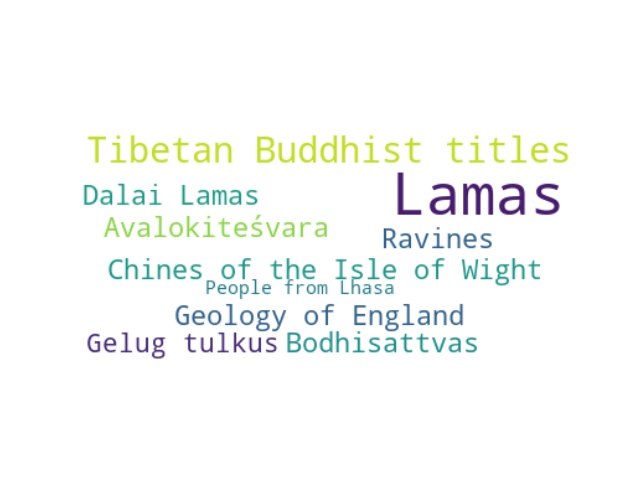 Tibetan Buddhist titles
Dalai Lamas
Lamas
Avalokiteśvara
Ravines
Chines of the Isle of Wight
People from Lhasa
Geology of England
Gelug tulkus
Bodhisattvas